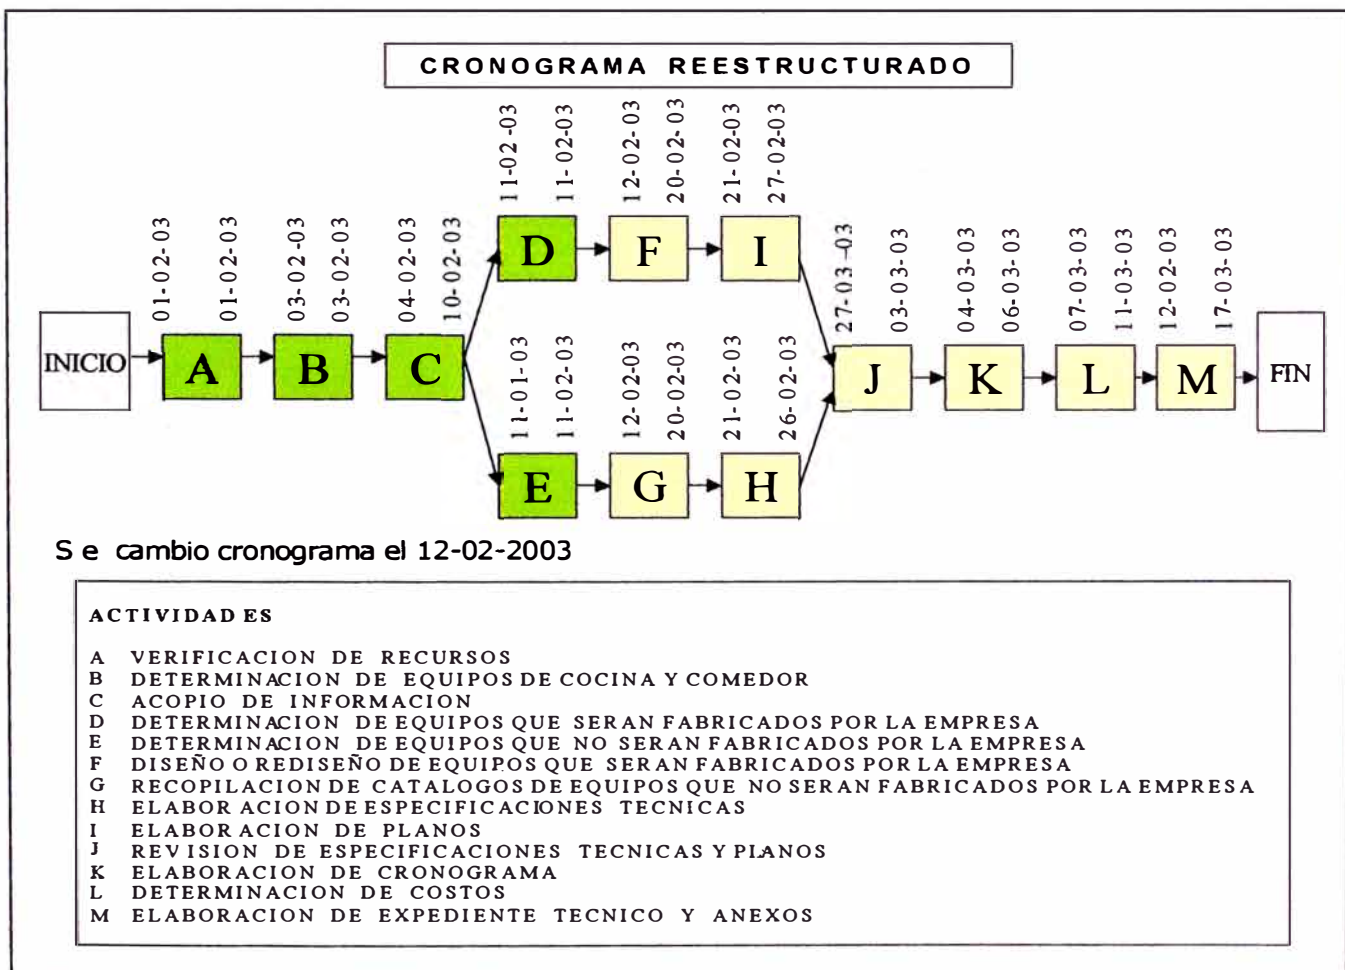 CRONOGRAMA REESTRUCTURADO
11-02-03 11-02-03 12-02-03 20-02-03 21-02-03 27-02-03
D F I
01-02-03 01-02-03 03-02-03 03-02-03 04-02-03 10-02-03
27-03-03 03-03-03 04-03-03 06-03-03 07-03-03 11-03-03 12-02-03 17-03-03
INICIO A B C
J K L M FIN
11-01-03 11-02-03 12-02-03 20-02-03 21-02-03 26-02-03
E G H
Se cambio cronograma el 12-02-2003
ACTIVIDADES
A VERIFICACION DE RECURSOS
B DETERMINACION DE EQUIPOS DE COCINA Y COMEDOR
C ACOPIO DE INFORMACION
D DETERMINACION DE EQUIPOS QUE SERAN FABRICADOS POR LA EMPRESA
E DETERMINACION DE EQUIPOS QUE NO SERAN FABRICADOS POR LA EMPRESA
F DISEÑO O REDISEÑO DE EQUIPOS QUE SERAN FABRICADOS POR LA EMPRESA
G RECOPILACION DE CATALOGOS DE EQUIPOS QUE NO SERAN FABRICADOS POR LA EMPRESA
H ELABORACION DE ESPECIFICACIONES TECNICAS
I ELABORACION DE PLANOS
J REVISION DE ESPECIFICACIONES TECNICAS Y PLANOS
K ELABORACION DE CRONOGRAMA
L DETERMINACION DE COSTOS
M ELABORACION DE EXPEDIENTE TECNICO Y ANEXOS